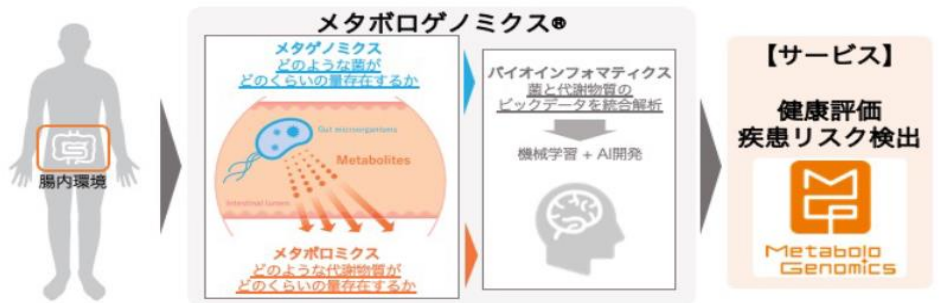 メタボロゲノミクス®
腸内環境
メタゲノミクス
どのような菌が
どのくらいの量存在するか
Gut microorganisms
Metabolites
Intestinal lumen
メタボロミクス
どのような代謝物質が
どのくらいの量存在するか
バイオインフォマティクス
菌と代謝物質の
ビックデータを統合解析
機械学習 + AI開発
【サービス】
健康評価
疾患リスク検出
Metabolo
Genomics